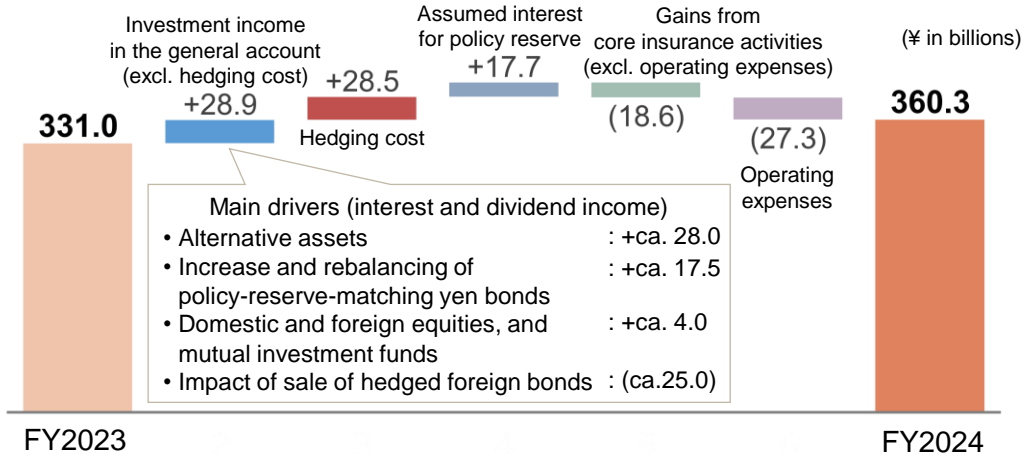 (¥ in billions)
331.0
Investment income
in the general account
(excl. hedging cost)
+28.9
+28.5
Hedging cost
Assumed interest
for policy reserve
+17.7
Gains from
core insurance activities
(excl. operating expenses)
(18.6)
(27.3)
Operating
expenses
360.3
Main drivers (interest and dividend income)
• Alternative assets : +ca. 28.0
• Increase and rebalancing of : +ca. 17.5
policy-reserve-matching yen bonds
• Domestic and foreign equities, and : +ca. 4.0
mutual investment funds
• Impact of sale of hedged foreign bonds : (ca.25.0)
FY2023
FY2024